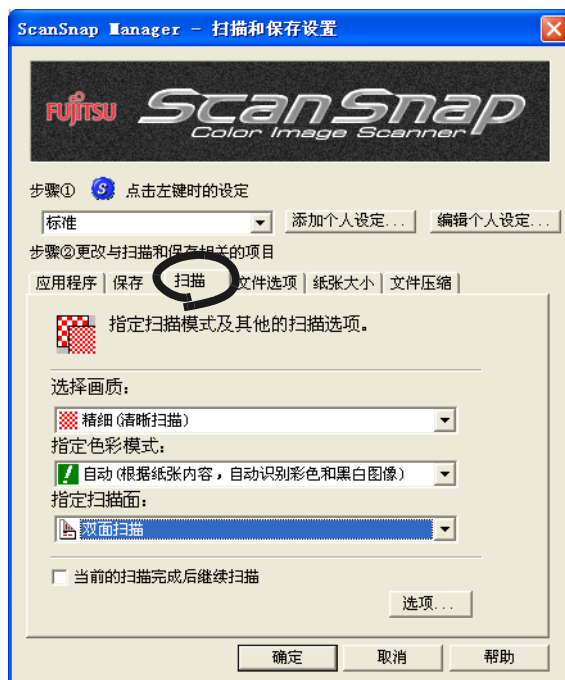 ScanSnap Manager - 扫描和保存设置
FUJITSU ScanSnap
Color Image Scanner
步骤① S 点击左键时的设定
标准 添加个人设定... 编辑个人设定...
步骤②更改与扫描和保存相关的项目
应用程序 保存 扫描 文件选项 纸张大小 文件压缩
指定扫描模式及其他的扫描选项。
选择画质:
精细(清晰扫描)
指定色彩模式:
自动(根据纸张内容,自动识别彩色和黑白图像)
指定扫描面:
双面扫描
当前的扫描完成后继续扫描
选项...
确定 取消 帮助